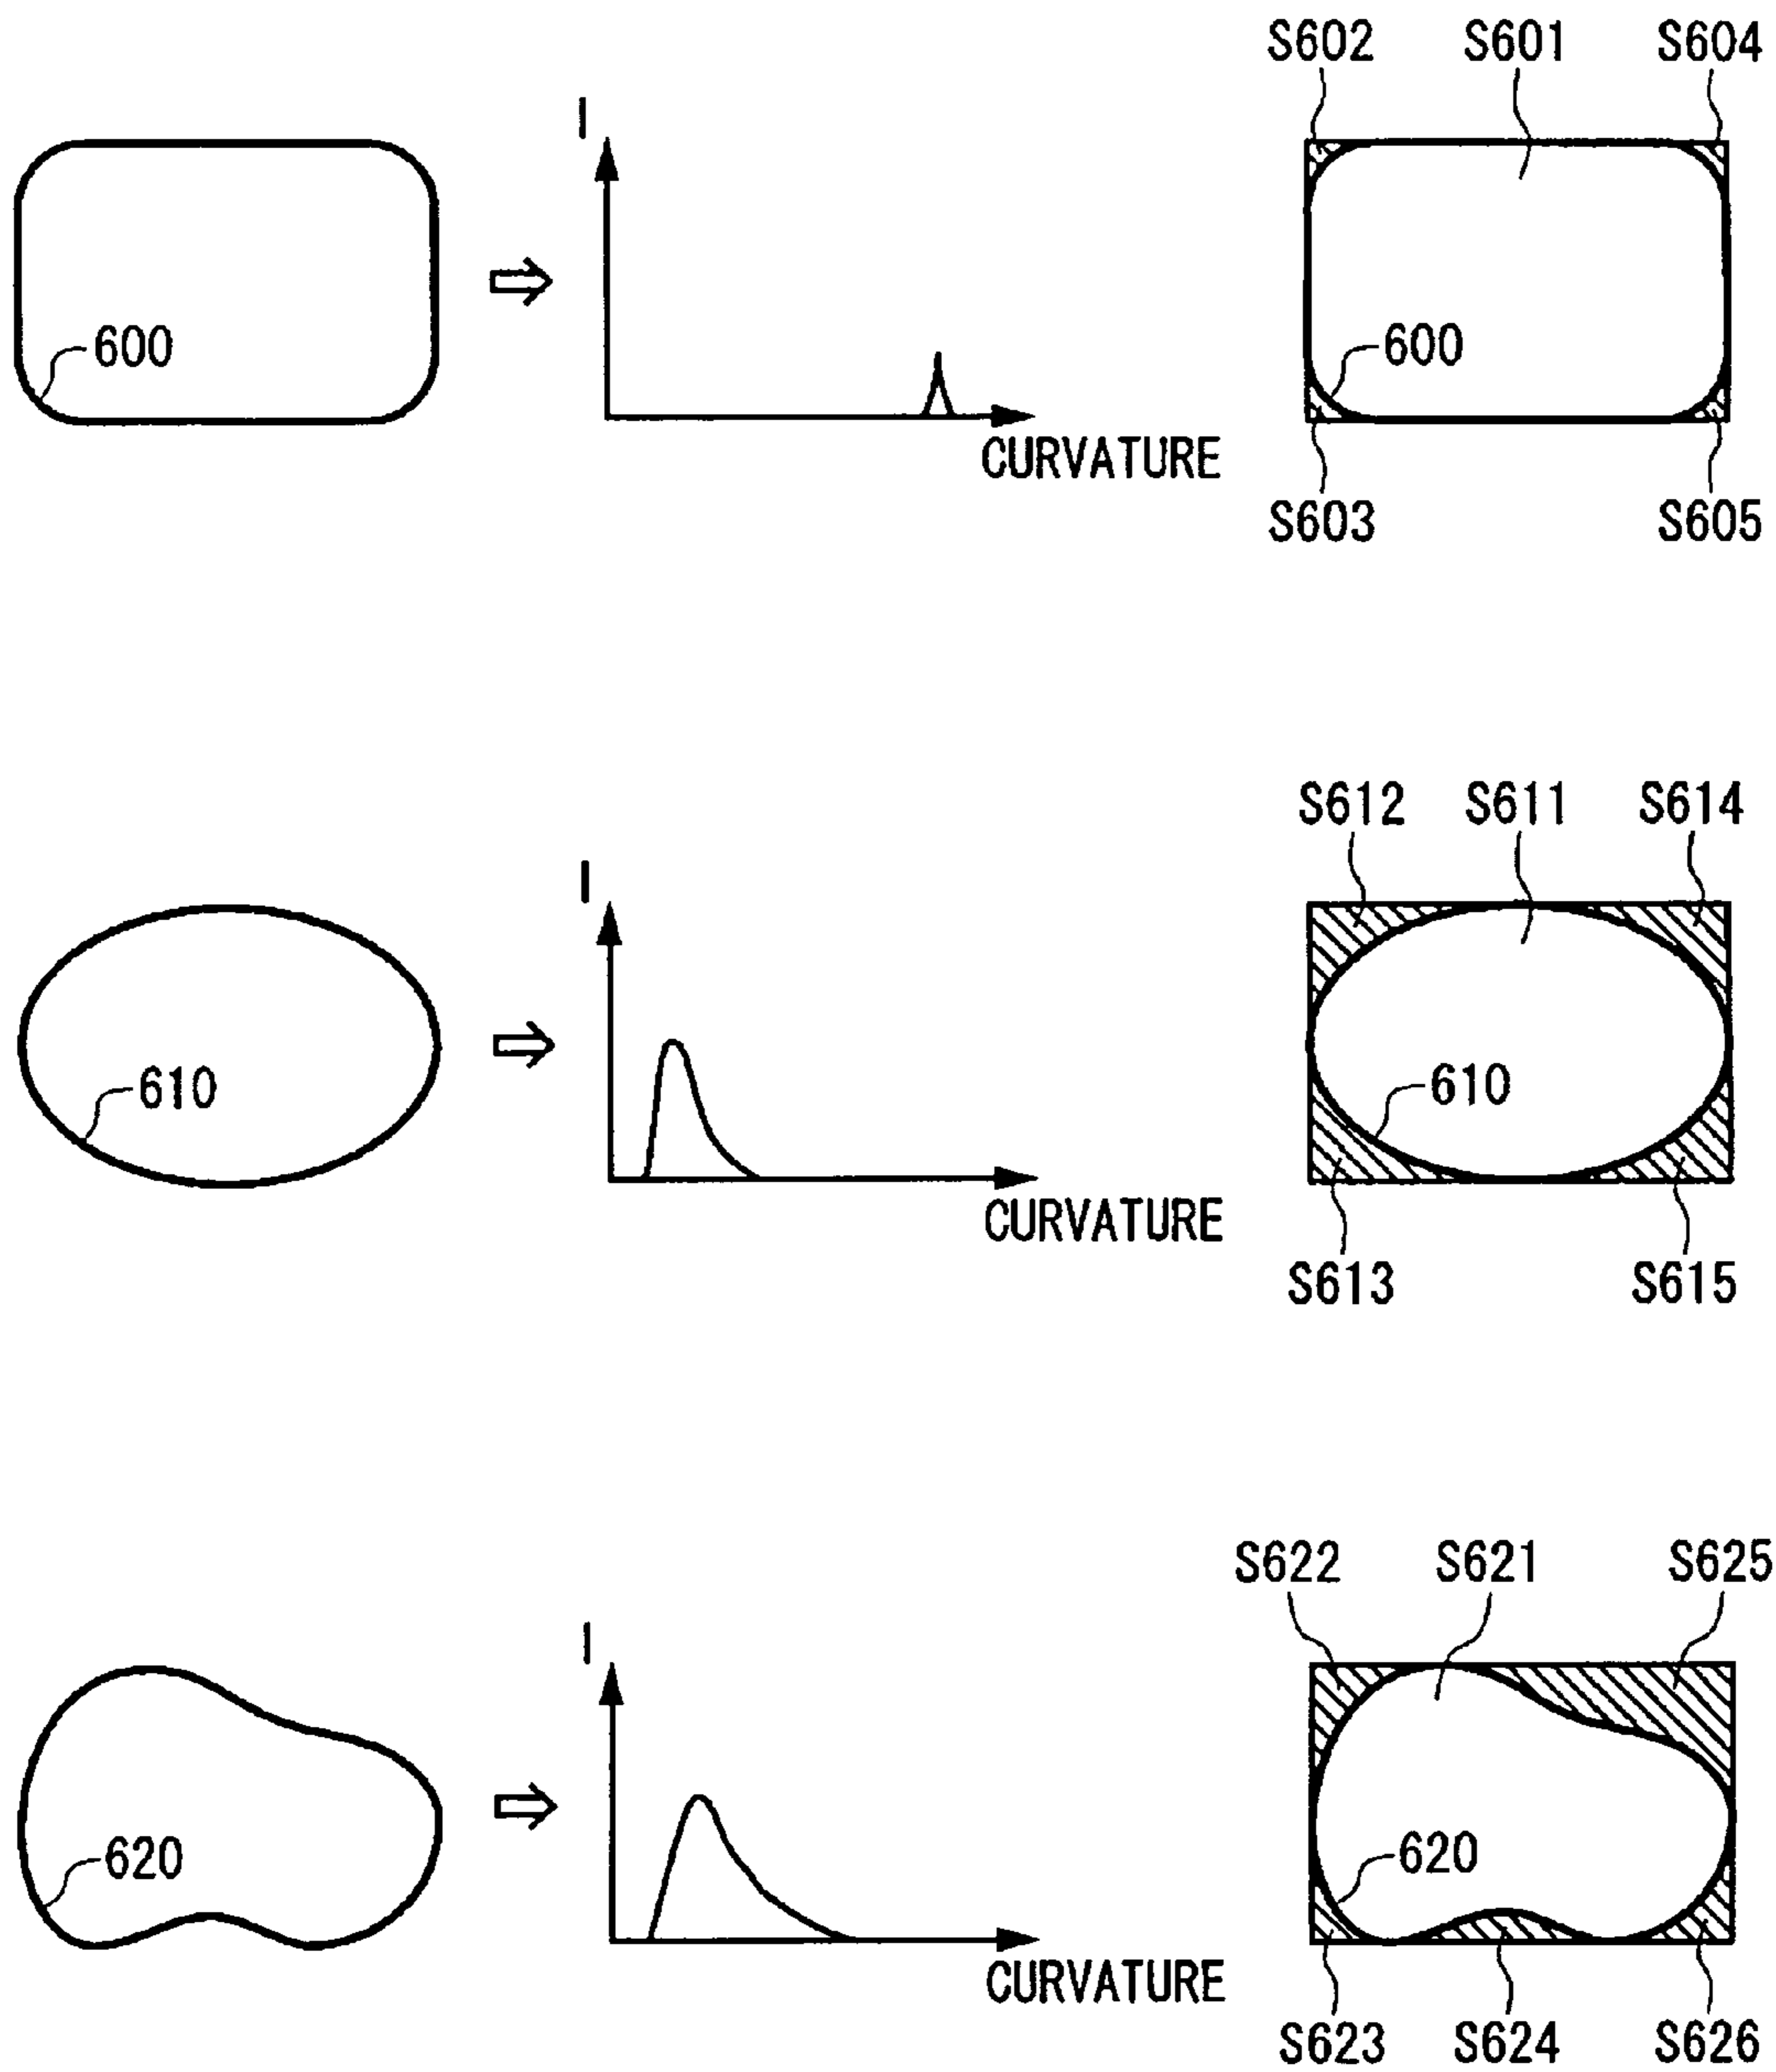 S602 S601 S604
I
600
600
CURVATURE
S603 S605
S612 S611 S614
I
610
610
CURVATURE
S613 S615
S622 S621 S625
I
620
620
CURVATURE
S623 S624 S626